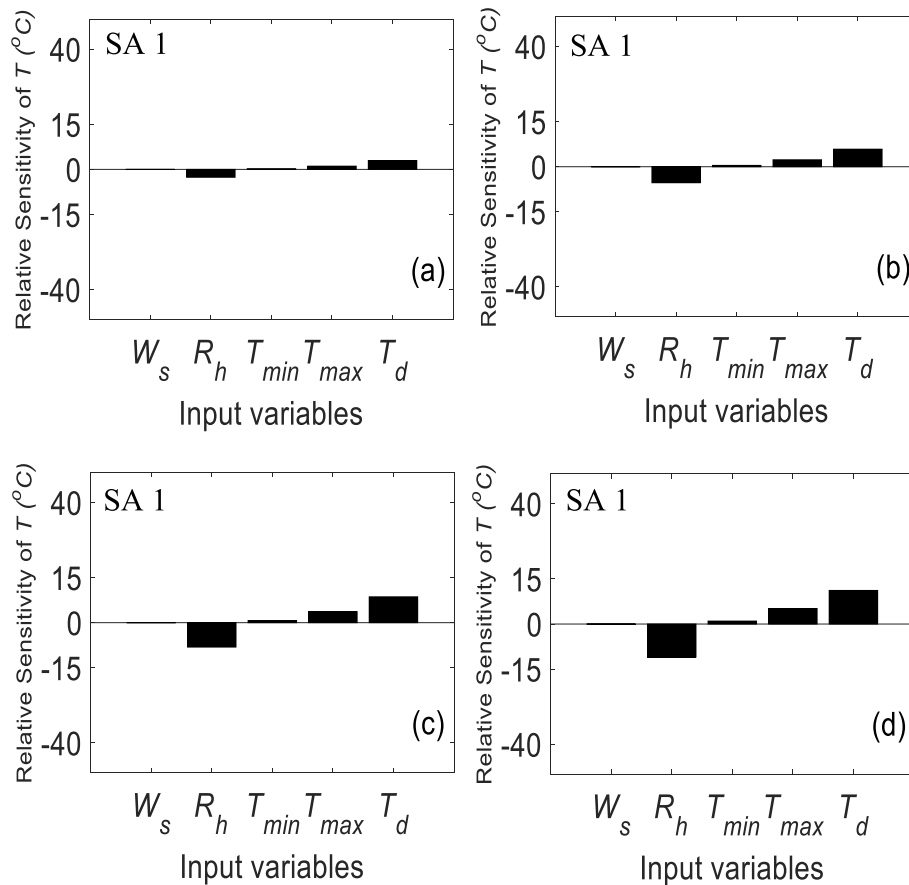 SA 1
Relative Sensitivity of T (°C)
40
15
0
-15
-40
(a)
W_s R_h T_min T_max T_d
Input variables
SA 1
Relative Sensitivity of T (°C)
40
15
0
-15
-40
(b)
W_s R_h T_min T_max T_d
Input variables
SA 1
Relative Sensitivity of T (°C)
40
15
0
-15
-40
(c)
W_s R_h T_min T_max T_d
Input variables
SA 1
Relative Sensitivity of T (°C)
40
15
0
-15
-40
(d)
W_s R_h T_min T_max T_d
Input variables